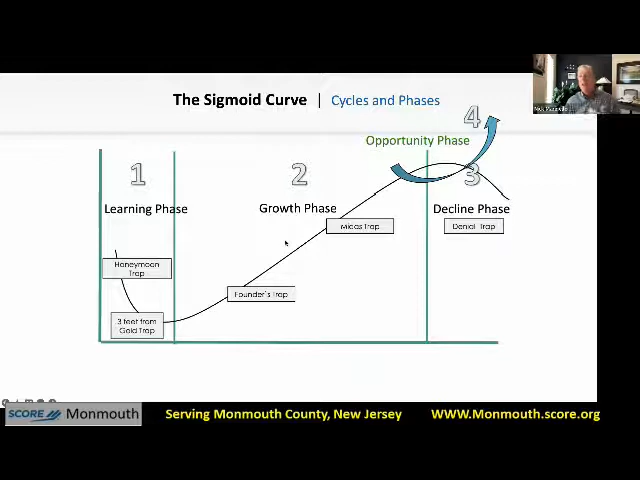 The Sigmoid Curve | Cycles and Phases
4
Opportunity Phase
1
2
3
Learning Phase
Growth Phase
Decline Phase
Midas Trap
Denial Trap
Honeymoon
Trap
Founder's Trap
3 feet from
Gold Trap
SCORE Monmouth
Serving Monmouth County, New Jersey
WWW.Monmouth.score.org